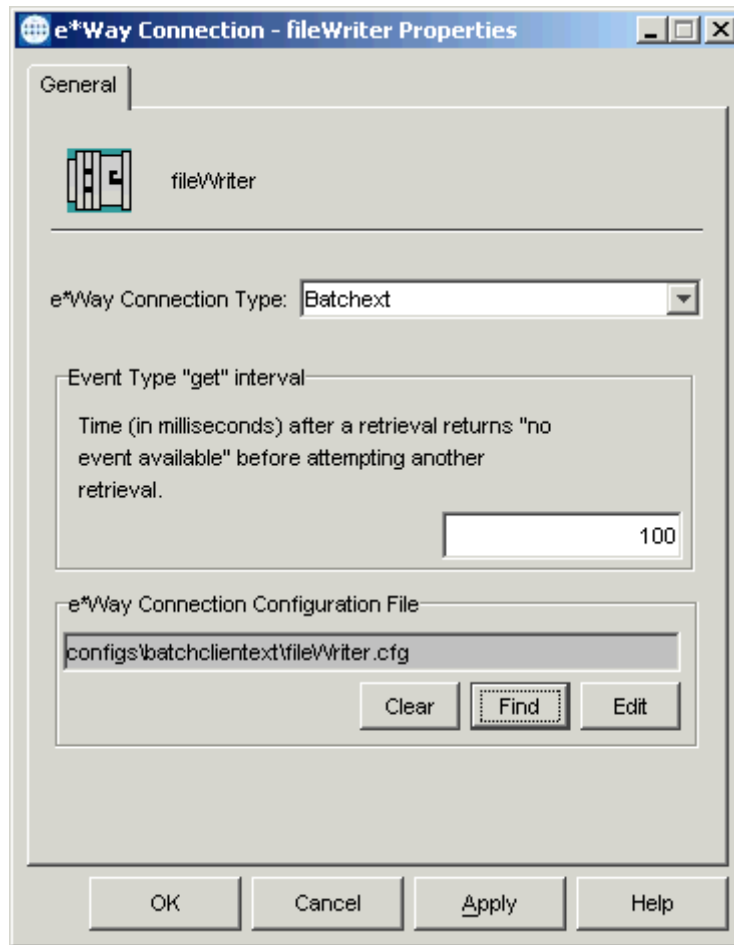 e*Way Connection - fileWriter Properties
General
fileWriter
e*Way Connection Type: Batchext
Event Type "get" interval
Time (in milliseconds) after a retrieval returns "no
event available" before attempting another
retrieval.
100
e*Way Connection Configuration File
configs\batchclientext\fileWriter.cfg
Clear Find Edit
OK Cancel Apply Help